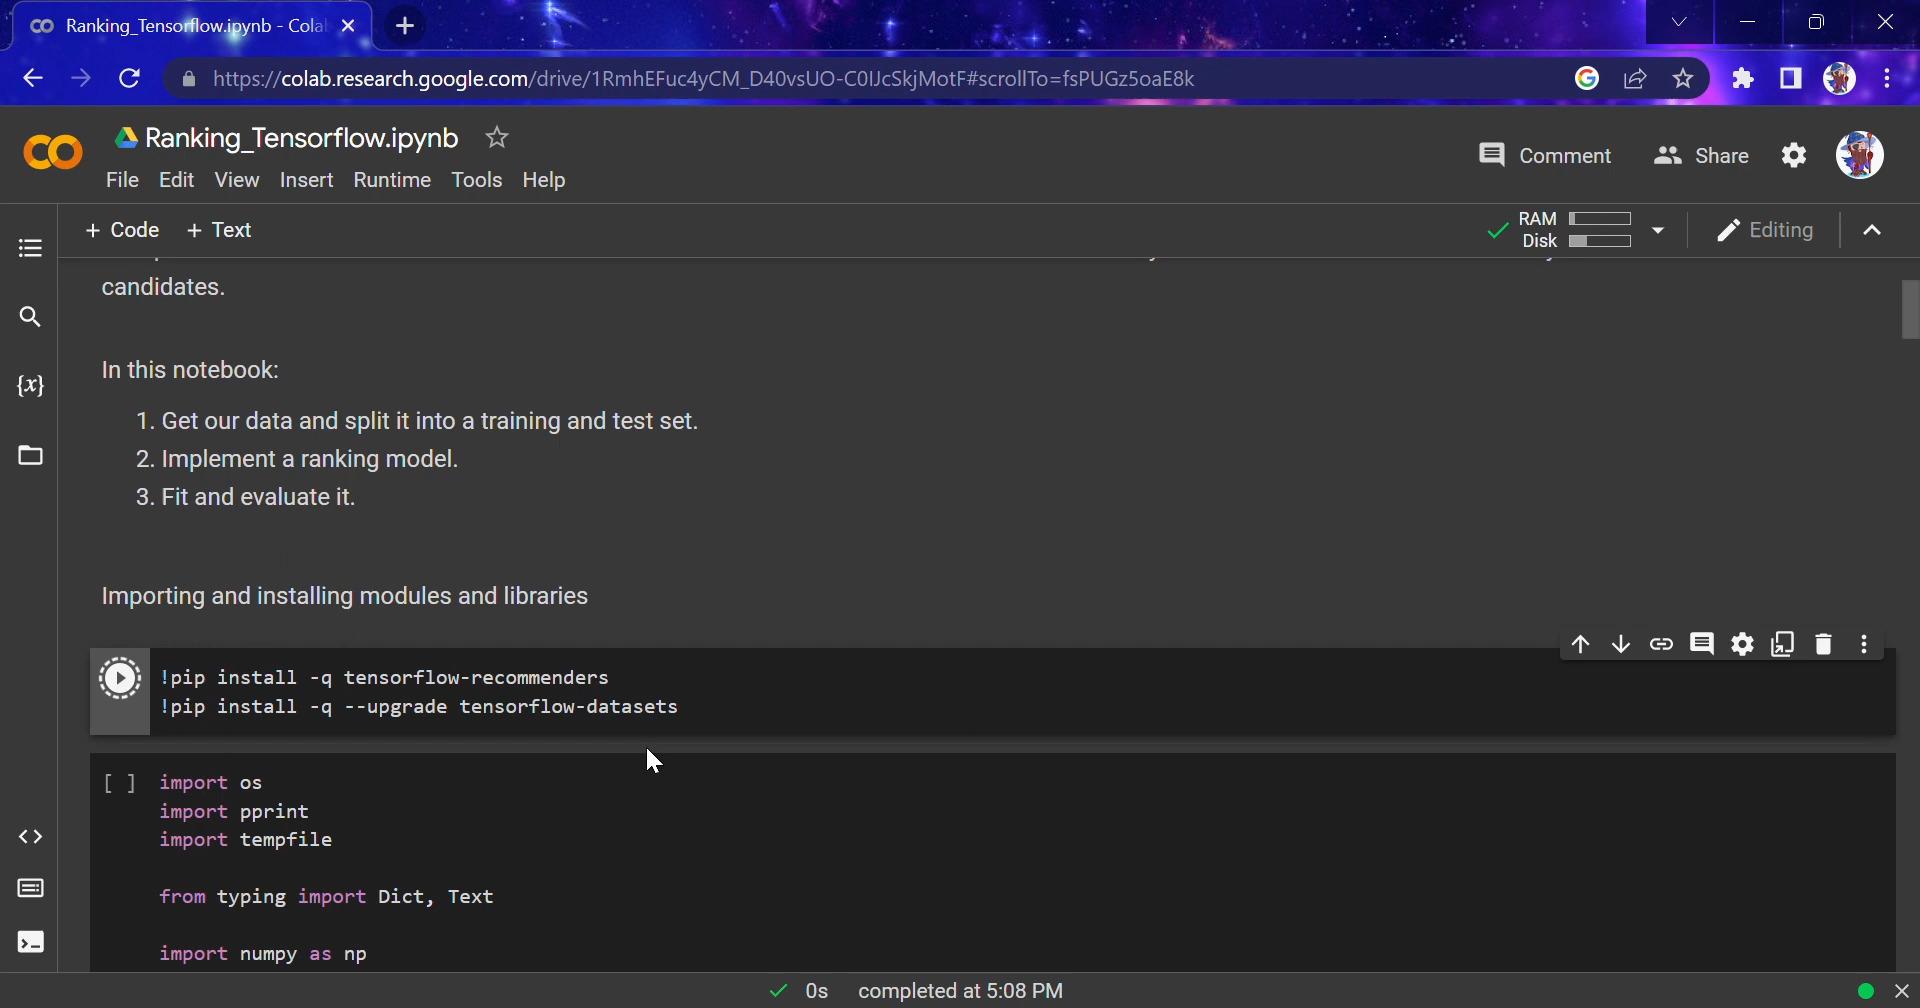 Ranking_Tensorflow.ipynb - Cola
https://colab.research.google.com/drive/1RmhEFuc4yCM_D40vsUO-C0IJcSkjMotF#scrollTo=fsPUGz5oaE8k
Ranking_Tensorflow.ipynb
Comment
Share
File Edit View Insert Runtime Tools Help
+ Code + Text
RAM
Disk
Editing
candidates.
In this notebook:
1. Get our data and split it into a training and test set.
2. Implement a ranking model.
3. Fit and evaluate it.
Importing and installing modules and libraries
!pip install -q tensorflow-recommenders
!pip install -q --upgrade tensorflow-datasets
[ ] import os
import pprint
import tempfile
from typing import Dict, Text
import numpy as np
0s completed at 5:08 PM